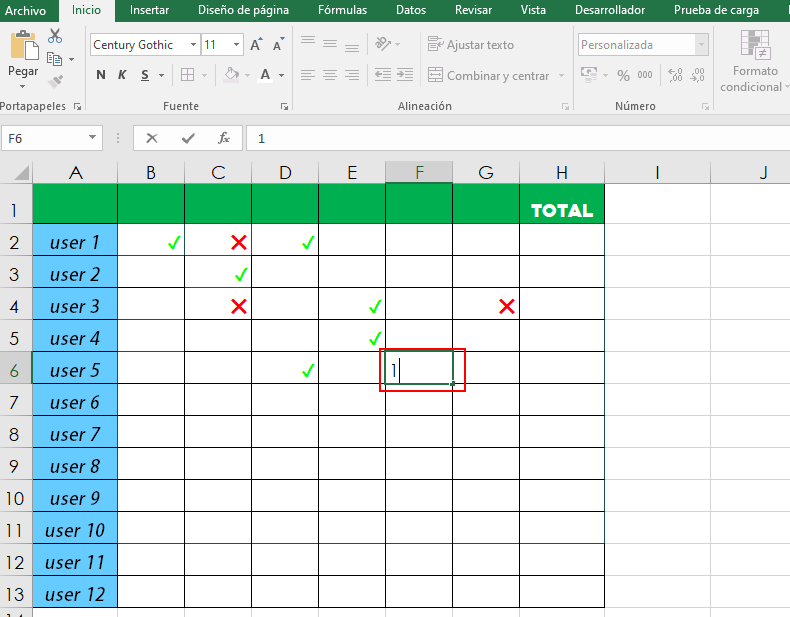 Archivo Inicio Insertar Diseño de página Fórmulas Datos Revisar Vista Desarrollador Prueba de carga
Century Gothic 11 A A Ajustar texto Personalizada
Pegar N K S A Combinar y centrar % 000 Formato condicional
Portapapeles Fuente Alineación Número
F6 fx 1
A B C D E F G H I J
1 TOTAL
2 user 1 ✓ ✕ ✓
3 user 2 ✓
4 user 3 ✕ ✓ ✕
5 user 4 ✓
6 user 5 ✓ 1
7 user 6
8 user 7
9 user 8
10 user 9
11 user 10
12 user 11
13 user 12